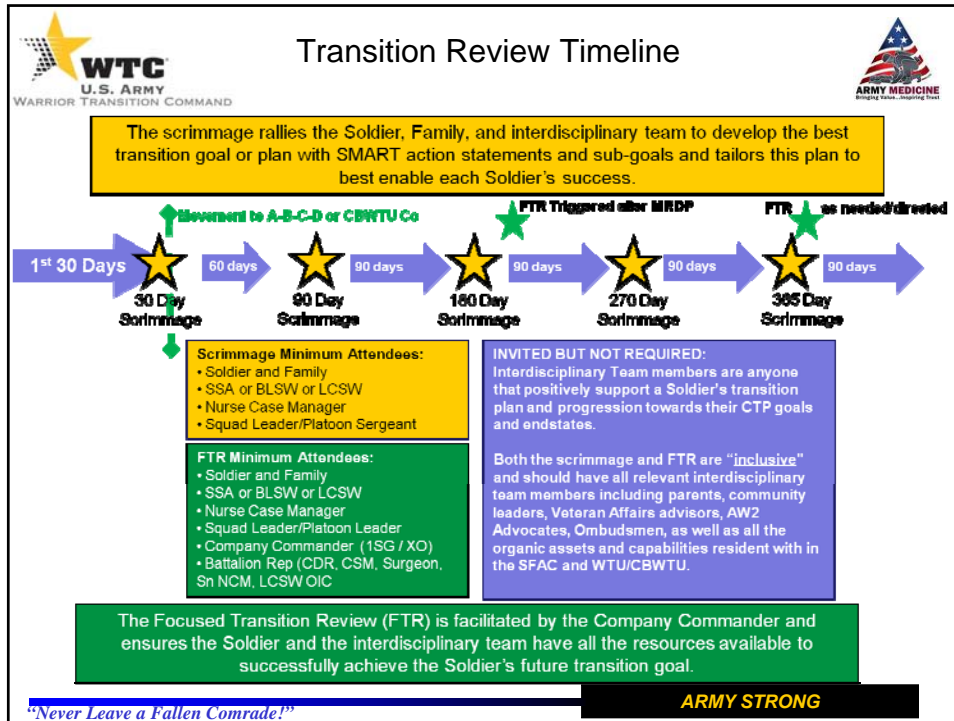 WTC
U.S. ARMY
WARRIOR TRANSITION COMMAND
Transition Review Timeline
ARMY MEDICINE
Bringing Value...Inspiring Trust
The scrimmage rallies the Soldier, Family, and interdisciplinary team to develop the best
transition goal or plan with SMART action statements and sub-goals and tailors this plan to
best enable each Soldier's success.
Movement to A-B-C-D or CBWTU Co
FTR Triggered after MRDP
FTR as needed/directed
1st 30 Days
60 days
90 days
90 days
90 days
90 days
30 Day
Scrimmage
90 Day
Scrimmage
180 Day
Scrimmage
270 Day
Scrimmage
365 Day
Scrimmage
Scrimmage Minimum Attendees:
• Soldier and Family
• SSA or BLSW or LCSW
• Nurse Case Manager
• Squad Leader/Platoon Sergeant
FTR Minimum Attendees:
• Soldier and Family
• SSA or BLSW or LCSW
• Nurse Case Manager
• Squad Leader/Platoon Leader
• Company Commander (1SG / XO)
• Battalion Rep (CDR, CSM, Surgeon,
Sn NCM, LCSW OIC
INVITED BUT NOT REQUIRED:
Interdisciplinary Team members are anyone
that positively support a Soldier's transition
plan and progression towards their CTP goals
and endstates.
Both the scrimmage and FTR are "inclusive"
and should have all relevant interdisciplinary
team members including parents, community
leaders, Veteran Affairs advisors, AW2
Advocates, Ombudsmen, as well as all the
organic assets and capabilities resident with in
the SFAC and WTU/CBWTU.
The Focused Transition Review (FTR) is facilitated by the Company Commander and
ensures the Soldier and the interdisciplinary team have all the resources available to
successfully achieve the Soldier's future transition goal.
"Never Leave a Fallen Comrade!"
ARMY STRONG